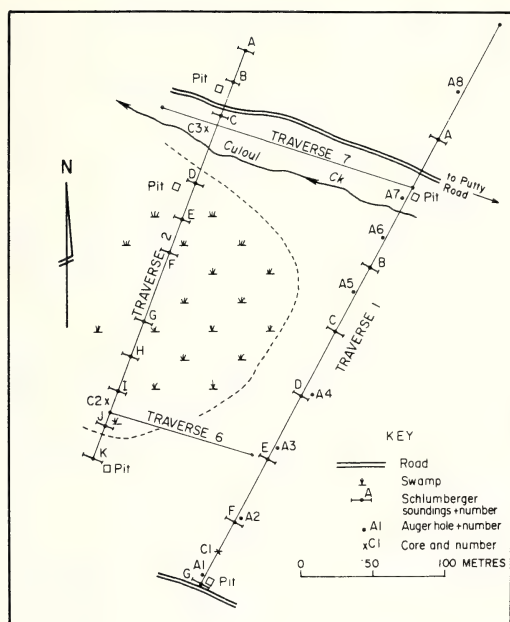 A
B
Pit
C
C3x
TRAVERSE 7
Culoul
Ck
A8
A
to Putty
Road
Pit
A7
A6
B
A5
C
TRAVERSE 1
D
A4
A3
E
F
A2
C1
A1
G
Pit
N
Pit
D
E
F
TRAVERSE 2
G
H
I
C2x
J
K
Pit
TRAVERSE 6
KEY
Road
Swamp
A
Schlumberger
soundings + number
A1 Auger hole + number
xC1 Core and number
0 50 100 METRES